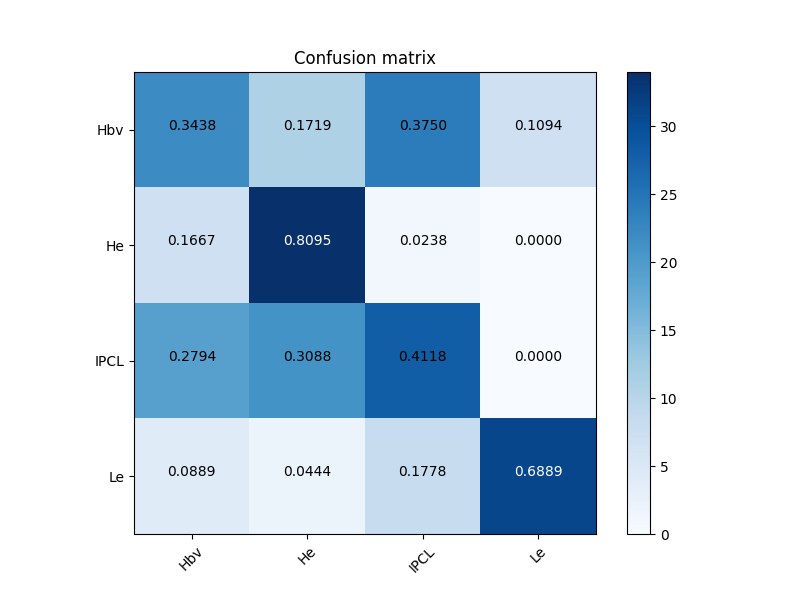 Confusion matrix
Hbv 0.3438 0.1719 0.3750 0.1094
He 0.1667 0.8095 0.0238 0.0000
IPCL 0.2794 0.3088 0.4118 0.0000
Le 0.0889 0.0444 0.1778 0.6889
Hbv He IPCL Le
30
25
20
15
10
5
0